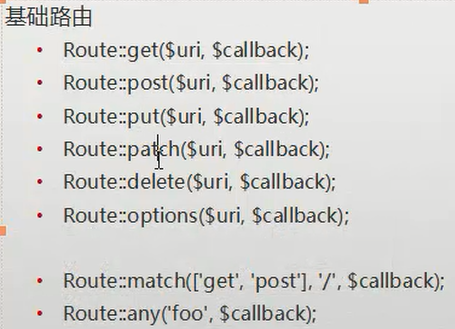 基础路由
• Route::get($uri, $callback);
• Route::post($uri, $callback);
• Route::put($uri, $callback);
• Route::patch($uri, $callback);
• Route::delete($uri, $callback);
• Route::options($uri, $callback);
• Route::match(['get', 'post'], '/', $callback);
• Route::any('foo', $callback);